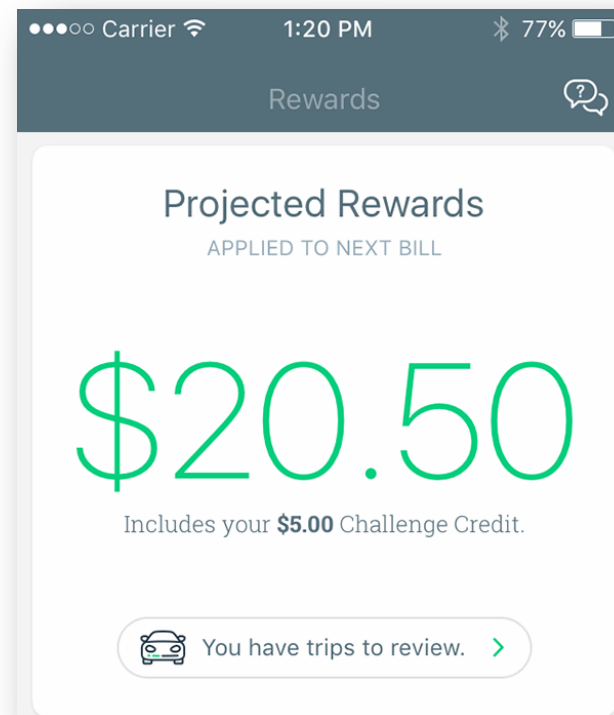 Carrier 1:20 PM 77%
Rewards ?
Projected Rewards
APPLIED TO NEXT BILL
$20.50
Includes your $5.00 Challenge Credit.
You have trips to review.